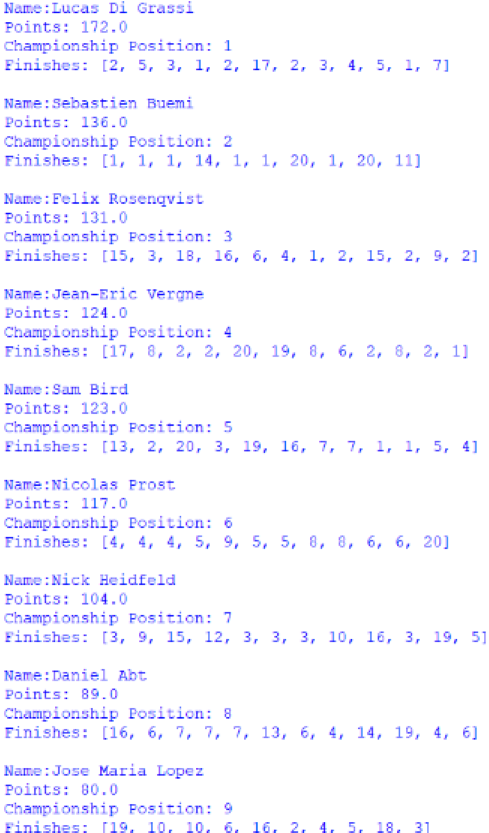 Name:Lucas Di Grassi
Points: 172.0
Championship Position: 1
Finishes: [2, 5, 3, 1, 2, 17, 2, 3, 4, 5, 1, 7]
Name:Sebastien Buemi
Points: 136.0
Championship Position: 2
Finishes: [1, 1, 1, 14, 1, 1, 20, 1, 20, 11]
Name:Felix Rosenqvist
Points: 131.0
Championship Position: 3
Finishes: [15, 3, 18, 16, 6, 4, 1, 2, 15, 2, 9, 2]
Name:Jean-Eric Vergne
Points: 124.0
Championship Position: 4
Finishes: [17, 8, 2, 2, 20, 19, 8, 6, 2, 8, 2, 1]
Name:Sam Bird
Points: 123.0
Championship Position: 5
Finishes: [13, 2, 20, 3, 19, 16, 7, 7, 1, 1, 5, 4]
Name:Nicolas Prost
Points: 117.0
Championship Position: 6
Finishes: [4, 4, 4, 5, 9, 5, 5, 8, 8, 6, 6, 20]
Name:Nick Heidfeld
Points: 104.0
Championship Position: 7
Finishes: [3, 9, 15, 12, 3, 3, 3, 10, 16, 3, 19, 5]
Name:Daniel Abt
Points: 89.0
Championship Position: 8
Finishes: [16, 6, 7, 7, 7, 13, 6, 4, 14, 19, 4, 6]
Name:Jose Maria Lopez
Points: 80.0
Championship Position: 9
Finishes: [19, 10, 10, 6, 16, 2, 4, 5, 18, 3]